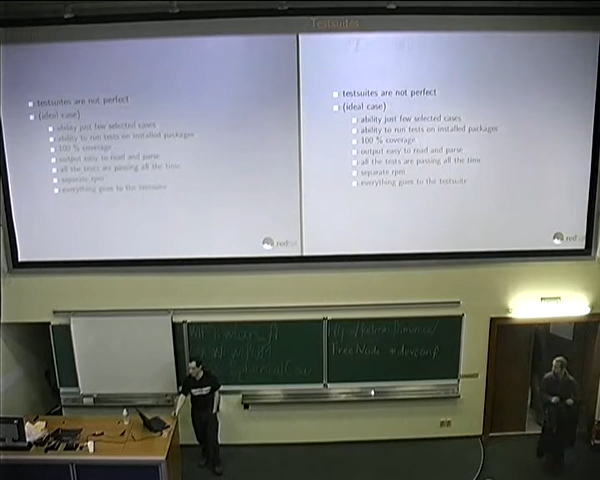 Testsuites
testsuites are not perfect
(ideal case)
ability just few selected cases
ability to run tests on installed packages
100 % coverage
output easy to read and parse
all the tests are passing all the time
separate rpm
everything goes to the testsuite
redhat
testsuites are not perfect
(ideal case)
ability just few selected cases
ability to run tests on installed packages
100 % coverage
output easy to read and parse
all the tests are passing all the time
separate rpm
everything goes to the testsuite
redhat
FreeNode #devconf